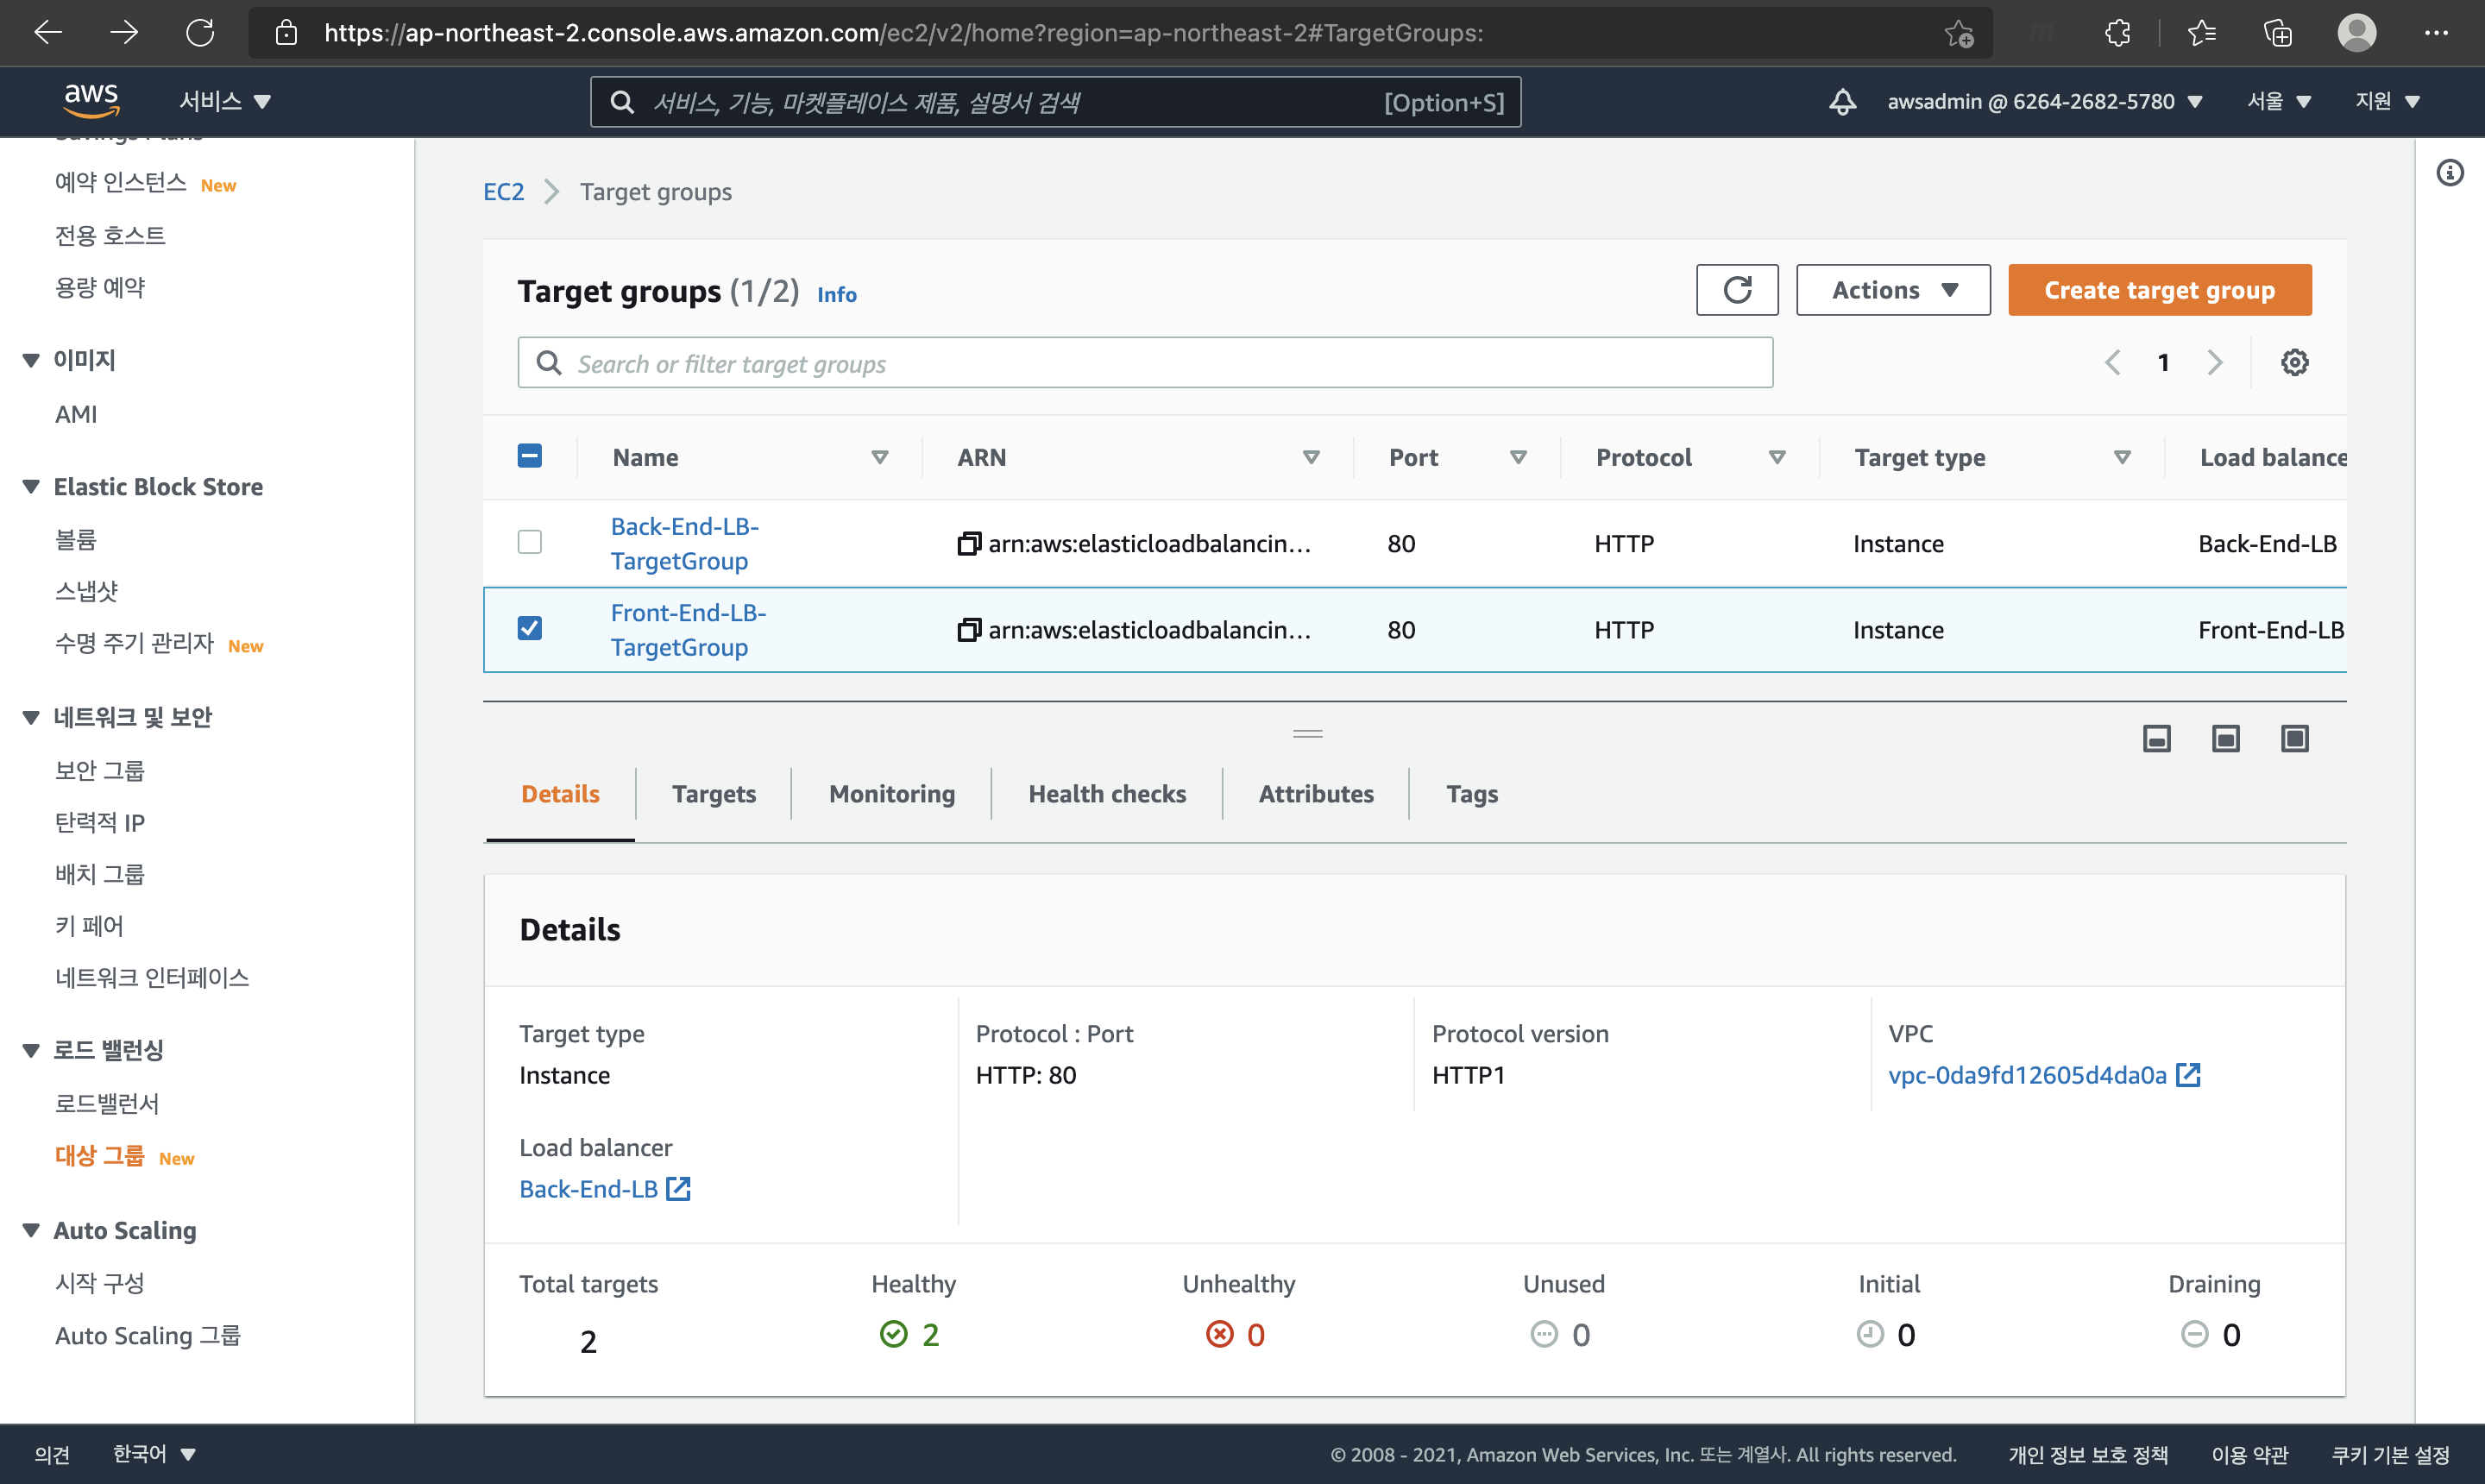 https://ap-northeast-2.console.aws.amazon.com/ec2/v2/home?region=ap-northeast-2#TargetGroups:
aws
서비스
서비스, 기능, 마켓플레이스 제품, 설명서 검색
[Option+S]
awsadmin @ 6264-2682-5780
서울
지원
Savings Plans
예약 인스턴스 New
전용 호스트
용량 예약
이미지
AMI
Elastic Block Store
볼륨
스냅샷
수명 주기 관리자 New
네트워크 및 보안
보안 그룹
탄력적 IP
배치 그룹
키 페어
네트워크 인터페이스
로드 밸런싱
로드밸런서
대상 그룹 New
Auto Scaling
시작 구성
Auto Scaling 그룹
EC2 Target groups
Target groups (1/2) Info
Actions
Create target group
Search or filter target groups
1
Name ARN Port Protocol Target type Load balance
Back-End-LB-
TargetGroup
arn:aws:elasticloadbalancin... 80 HTTP Instance Back-End-LB
Front-End-LB-
TargetGroup
arn:aws:elasticloadbalancin... 80 HTTP Instance Front-End-LB
Details Targets Monitoring Health checks Attributes Tags
Details
Target type
Instance
Protocol : Port
HTTP: 80
Protocol version
HTTP1
VPC
vpc-0da9fd12605d4da0a
Load balancer
Back-End-LB
Total targets Healthy Unhealthy Unused Initial Draining
2 2 0 0 0 0
의견
한국어
© 2008 - 2021, Amazon Web Services, Inc. 또는 계열사. All rights reserved.
개인 정보 보호 정책
이용 약관
쿠키 기본 설정